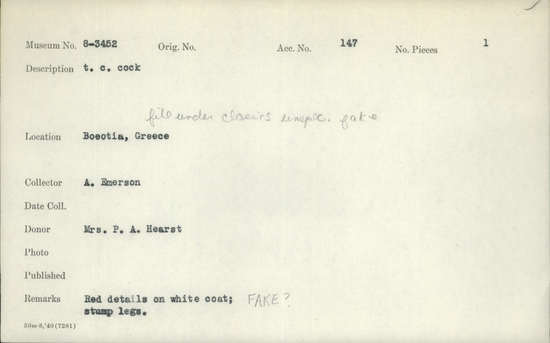 Museum No. 8-3452 Orig. No. Acc. No. 147 No. Pieces 1
Description t. c. cock
file under classics fake
Location Boeotia, Greece
Collector A. Emerson
Date Coll.
Donor Mrs. P. A. Hearst
Photo
Published
Remarks Red details on white coat; FAKE?
stump legs.